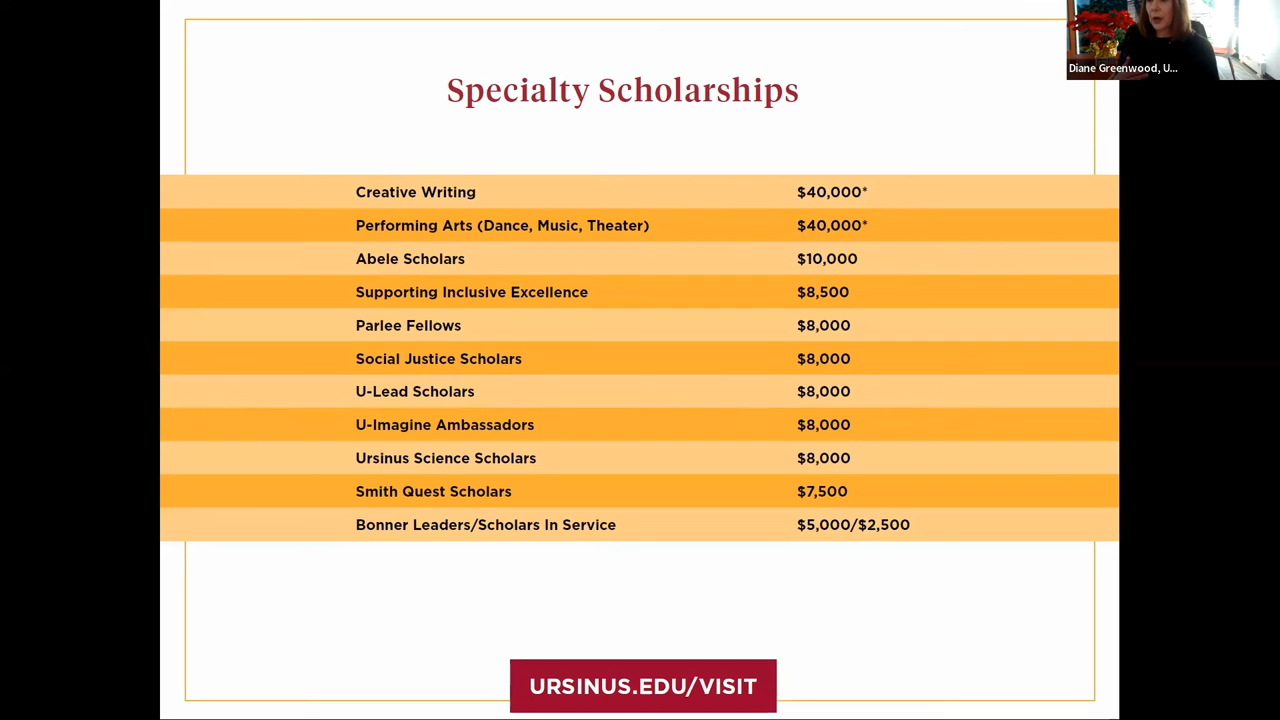 Diane Greenwood, U...
Specialty Scholarships
Creative Writing $40,000*
Performing Arts (Dance, Music, Theater) $40,000*
Abele Scholars $10,000
Supporting Inclusive Excellence $8,500
Parlee Fellows $8,000
Social Justice Scholars $8,000
U-Lead Scholars $8,000
U-Imagine Ambassadors $8,000
Ursinus Science Scholars $8,000
Smith Quest Scholars $7,500
Bonner Leaders/Scholars In Service $5,000/$2,500
URSINUS.EDU/VISIT